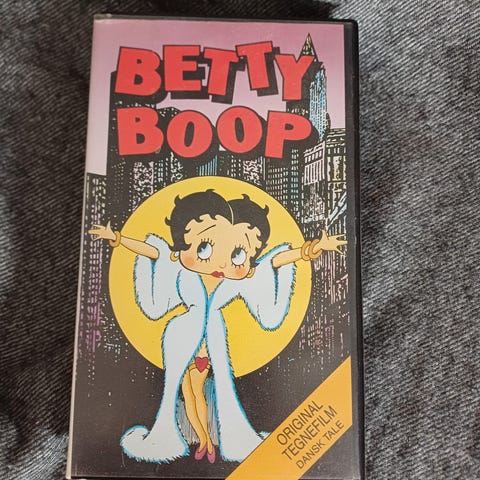 BETTY
BOOP
ORIGINAL
TEGNEFILM
DANSK TALE